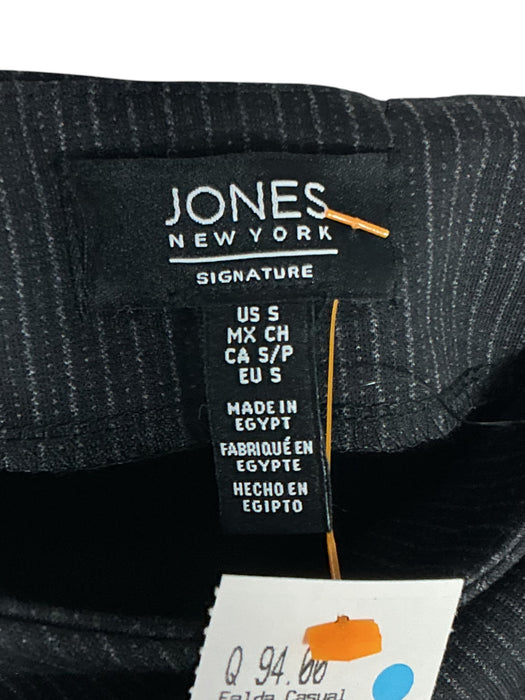 JONES
NEW YORK
SIGNATURE
US S
MX CH
CA S/P
EU S
MADE IN
EGYPT
FABRIQUÉ EN
EGYPTE
HECHO EN
EGIPTO
Q 94.66
Falda Casual